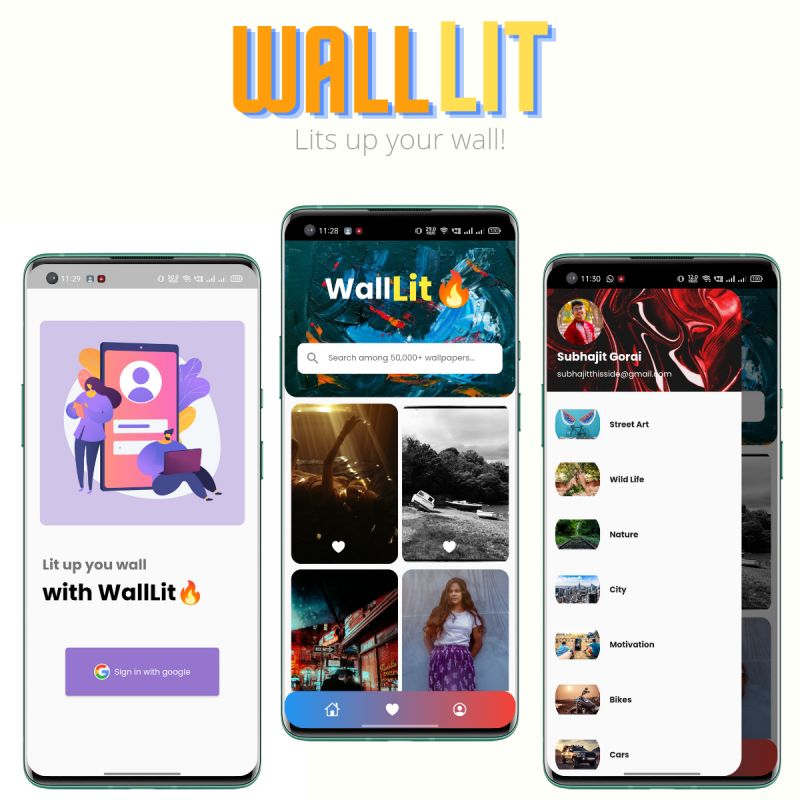 WALLLIT
Lits up your wall!
11:29
Lit up you wall
with WallLit🔥
Sign in with google
11:28
WallLit🔥
Search among 50,000+ wallpapers...
11:30
Subhajit Gorai
subhajitthisside@gmail.com
Street Art
Wild Life
Nature
City
Motivation
Bikes
Cars